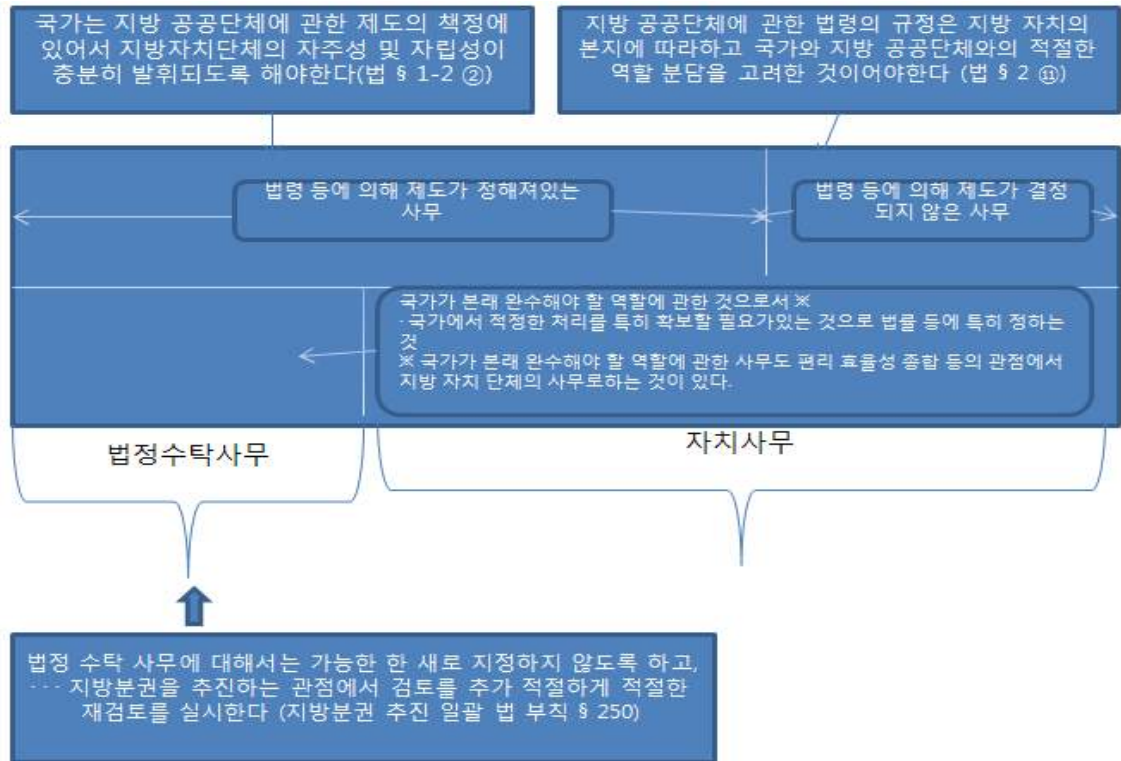 국가는 지방 공공단체에 관한 제도의 책정에
있어서 지방자치단체의 자주성 및 자립성이
충분히 발휘되도록 해야한다(법 § 1-2 ②)
지방 공공단체에 관한 법령의 규정은 지방 자치의
본지에 따라하고 국가와 지방 공공단체와의 적절한
역할 분담을 고려한 것이어야한다 (법 § 2 ⑪)
법령 등에 의해 제도가 정해져있는
사무
법령 등에 의해 제도가 결정
되지 않은 사무
국가가 본래 완수해야 할 역할에 관한 것으로서 ※
· 국가에서 적정한 처리를 특히 확보할 필요가있는 것으로 법률 등에 특히 정하는
것
※ 국가가 본래 완수해야 할 역할에 관한 사무도 편리 효율성 종합 등의 관점에서
지방 자치 단체의 사무로하는 것이 있다.
법정수탁사무
자치사무
법정 수탁 사무에 대해서는 가능한 한 새로 지정하지 않도록 하고,
··· 지방분권을 추진하는 관점에서 검토를 추가 적절하게 적절한
재검토를 실시한다 (지방분권 추진 일괄 법 부칙 § 250)